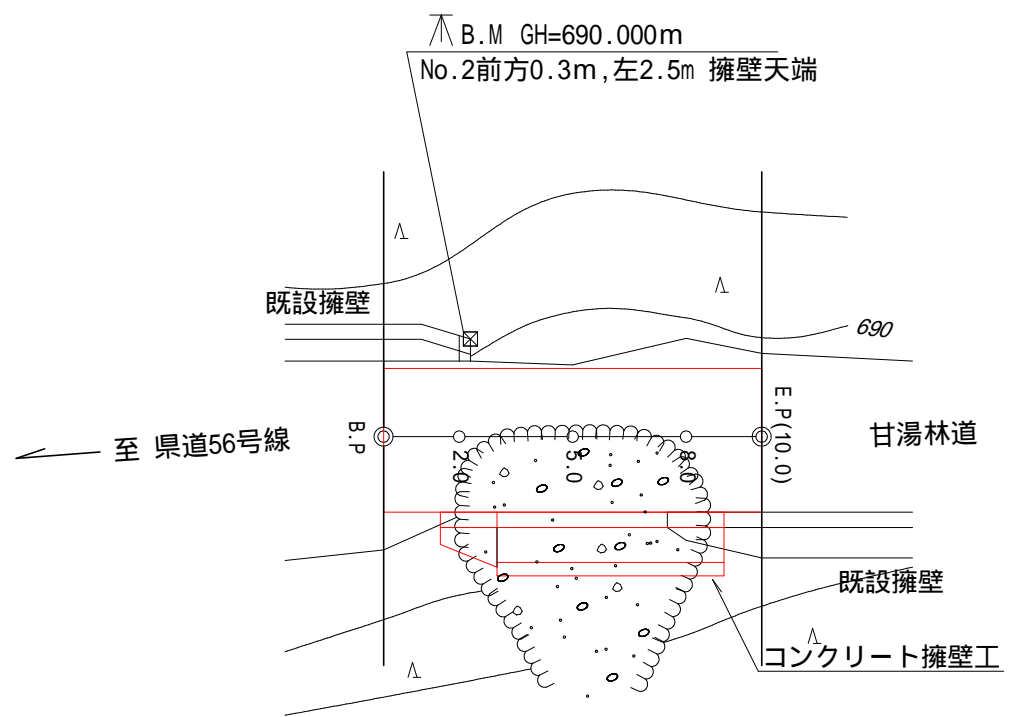 B.M GH=690.000m
No.2前方0.3m,左2.5m 擁壁天端
既設擁壁
690
至 県道56号線
B.P
2.0
5.0
8.0
E.P(10.0)
甘湯林道
既設擁壁
コンクリート擁壁工